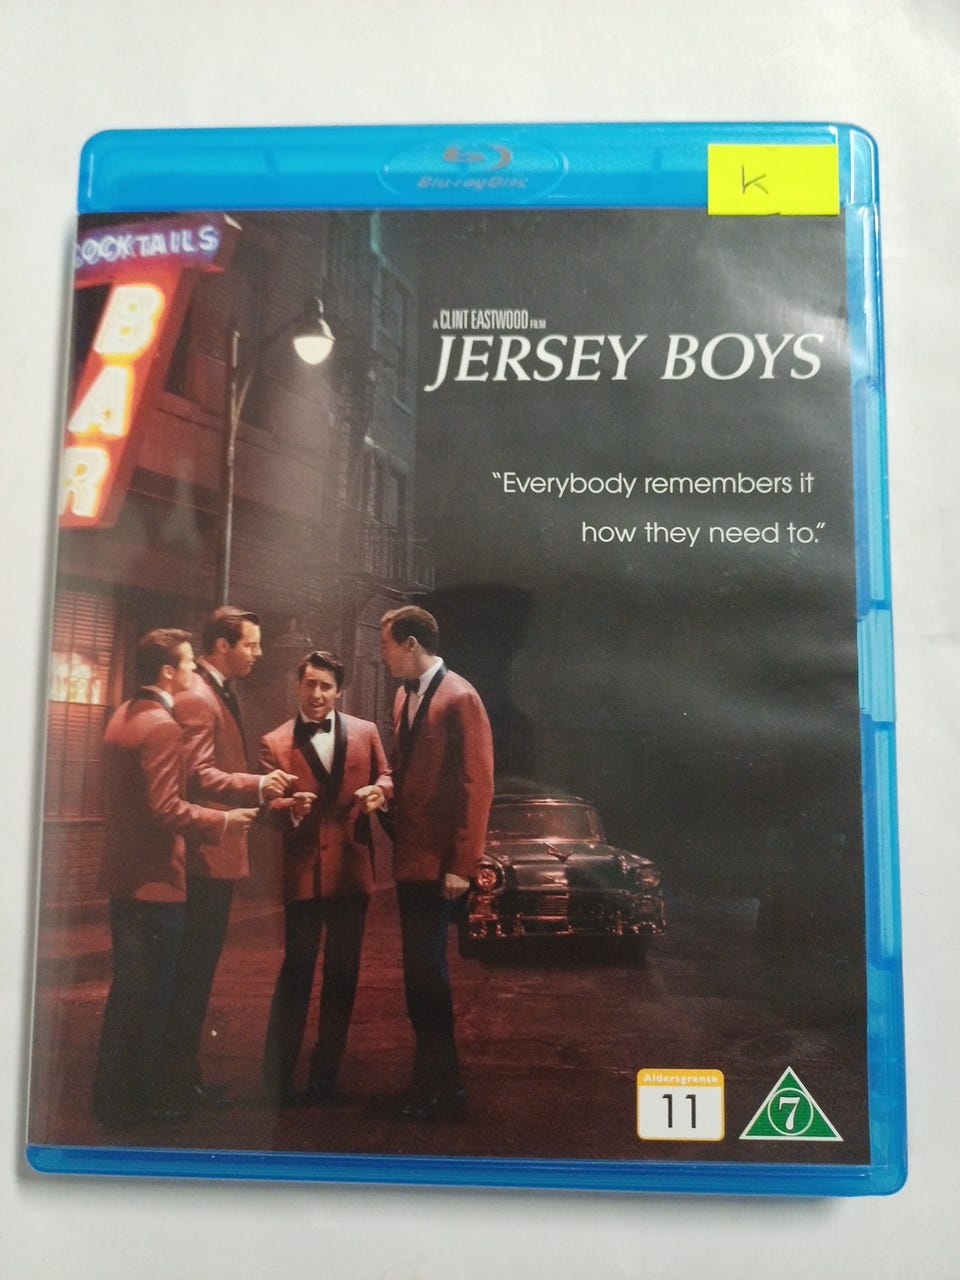 Blu-ray Disc
K
COCKTAILS
BAR
A CLINT EASTWOOD FILM
JERSEY BOYS
“Everybody remembers it
how they need to.”
Aldersgrense
11
7